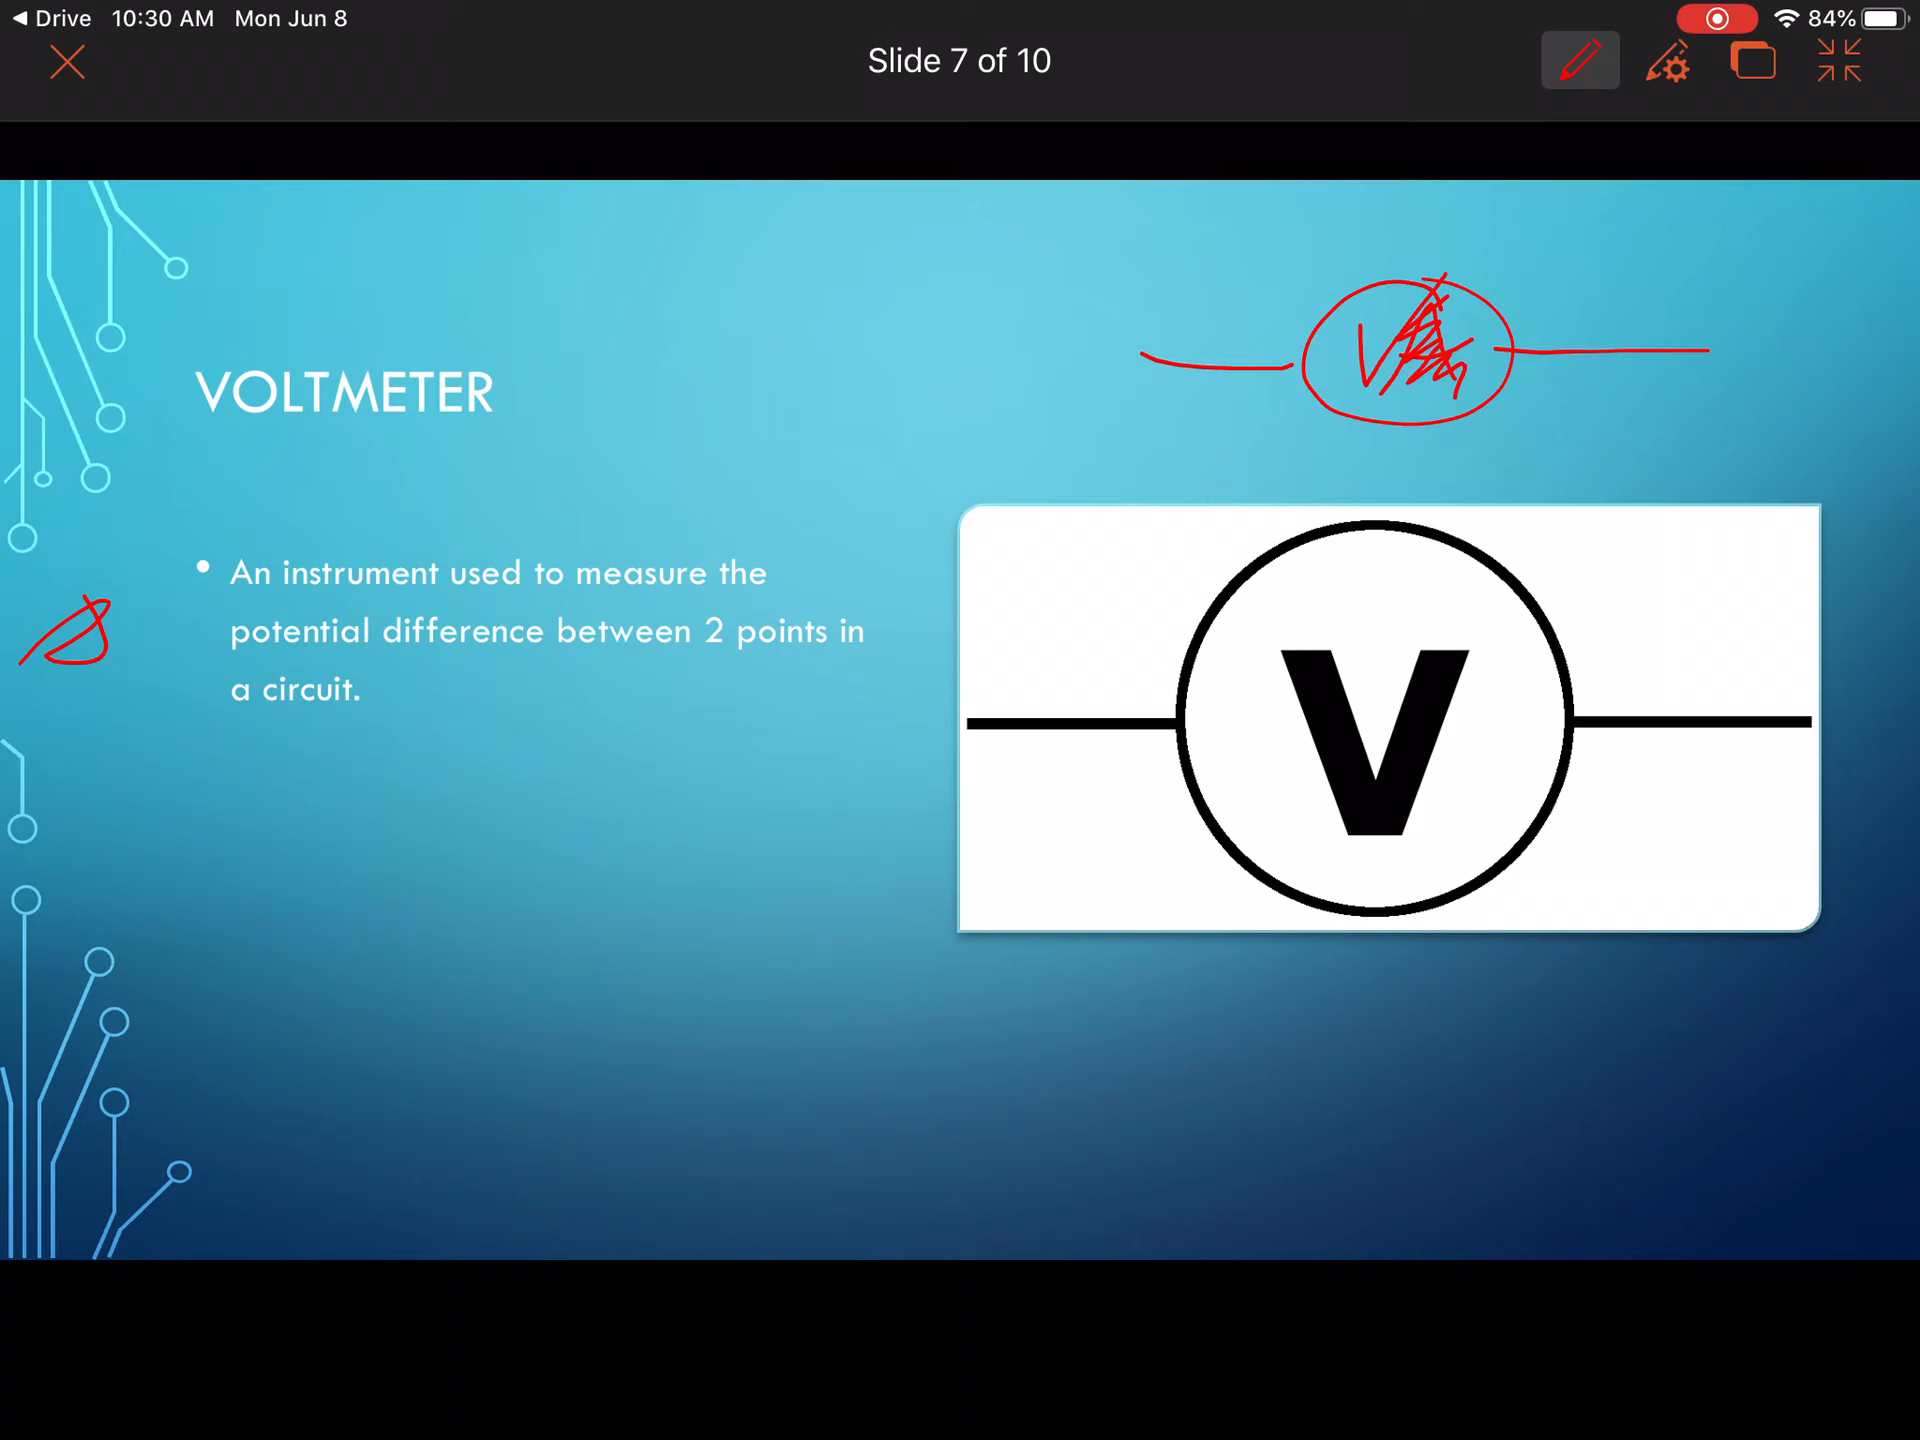 Drive 10:30 AM Mon Jun 8
84%
Slide 7 of 10
V
VOLTMETER
• An instrument used to measure the
potential difference between 2 points in
a circuit.
V